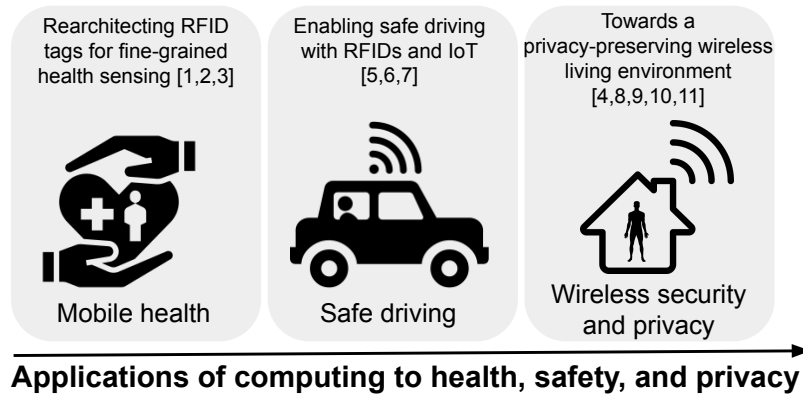 Rearchitecting RFID
tags for fine-grained
health sensing [1,2,3]
Mobile health
Enabling safe driving
with RFIDs and IoT
[5,6,7]
Safe driving
Towards a
privacy-preserving wireless
living environment
[4,8,9,10,11]
Wireless security
and privacy
Applications of computing to health, safety, and privacy